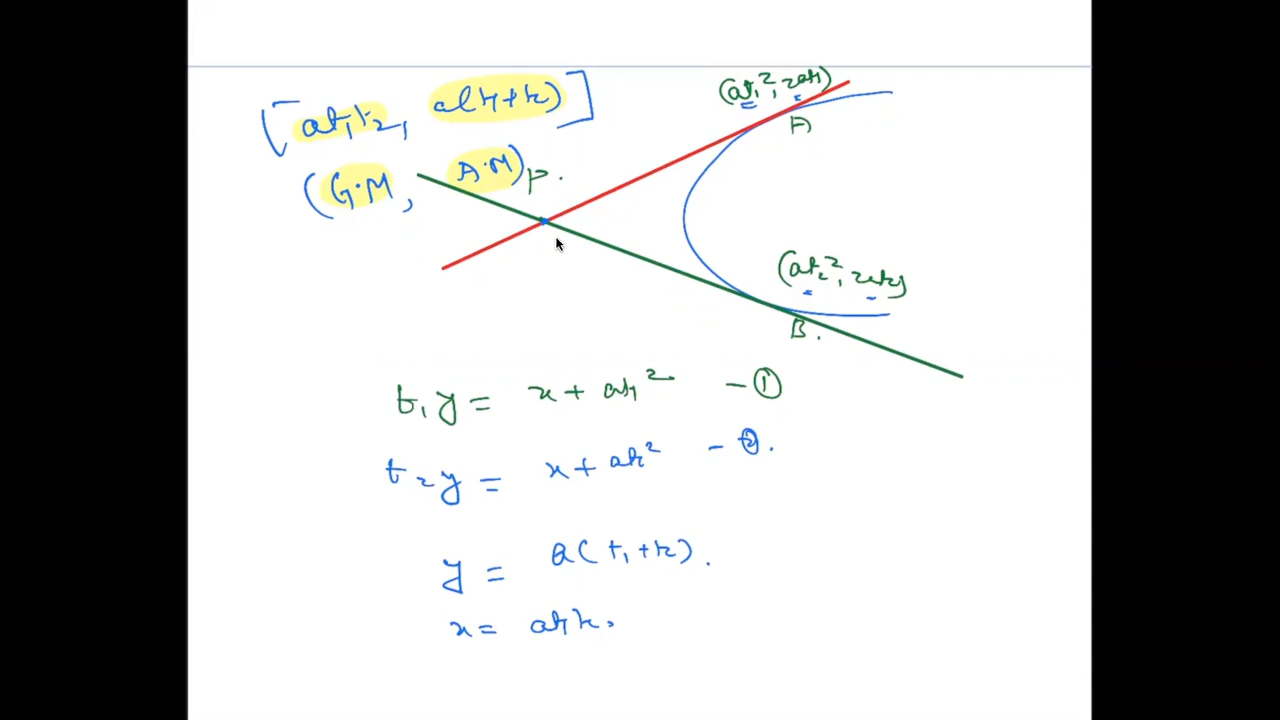 [at₁t₂, a(t₁+t₂)]
(G·M, A·M)
P.
(at₁², 2at₁)
A
(at₂², 2at₂)
B.
t₁y = x + at₁² - ①
t₂y = x + at₂² - ②.
y = a(t₁+t₂).
x = at₁t₂.